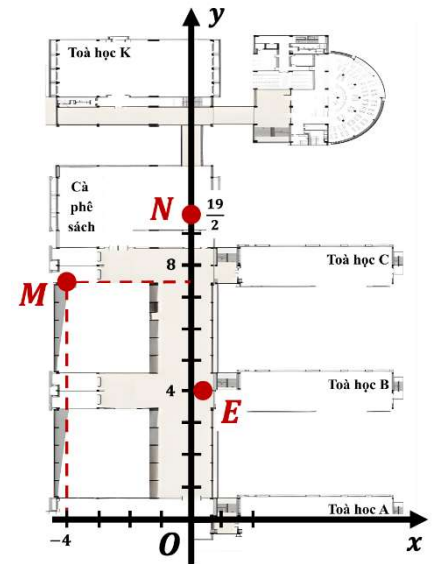 y
Toà học K
Cà
phê
sách
N
19/2
8
Toà học C
M
4
Toà học B
E
Toà học A
-4
O
x